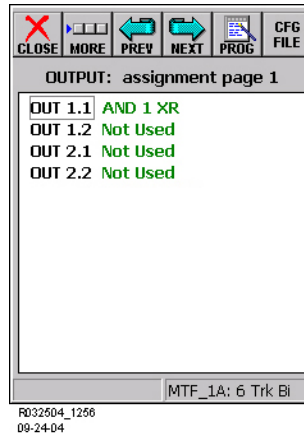 CLOSE MORE PREV NEXT PROG CFG FILE
OUTPUT: assignment page 1
OUT 1.1 AND 1 XR
OUT 1.2 Not Used
OUT 2.1 Not Used
OUT 2.2 Not Used
MTF_1A: 6 Trk Bi
R032504_1256
09-24-04